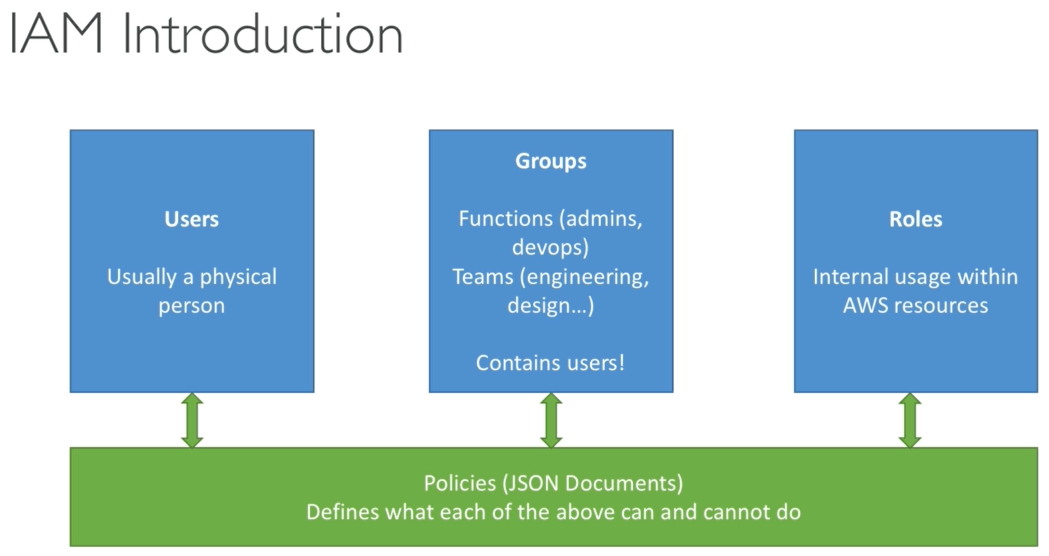 IAM Introduction
Users
Usually a physical
person
Groups
Functions (admins,
devops)
Teams (engineering,
design...)
Contains users!
Roles
Internal usage within
AWS resources
Policies (JSON Documents)
Defines what each of the above can and cannot do